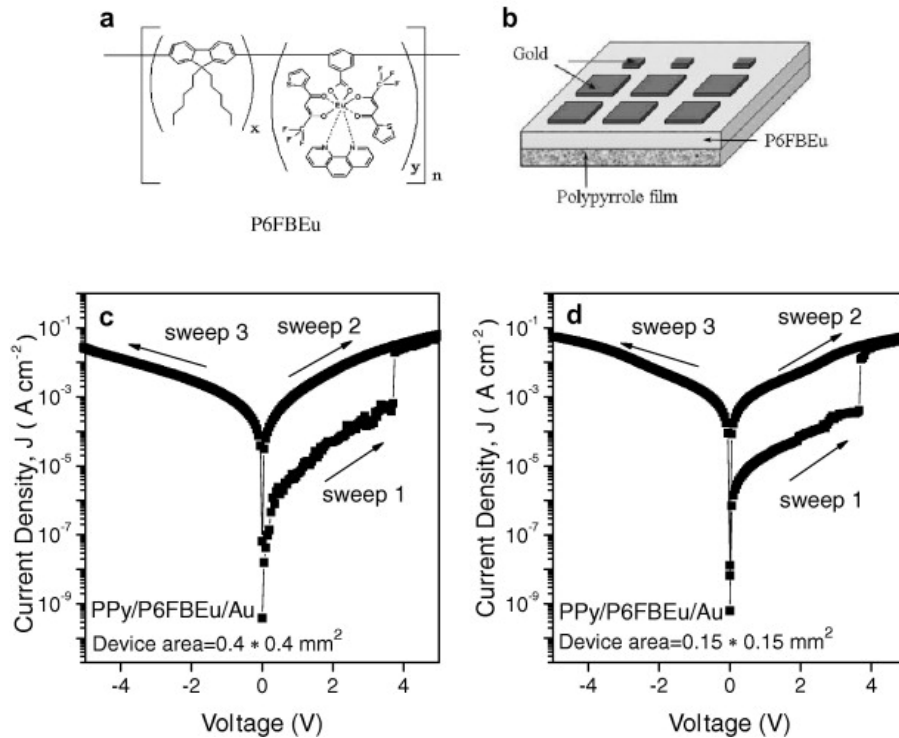 a
F
F
F
S
O
O
O
O
Eu
O
O
S
F
F
F
N
N
x
y
n
P6FBEu
b
Gold
P6FBEu
Polypyrrole film
c
sweep 3
sweep 2
sweep 1
PPy/P6FBEu/Au
Device area=0.4 * 0.4 mm²
Current Density, J ( A cm⁻²)
10⁻¹
10⁻³
10⁻⁵
10⁻⁷
10⁻⁹
-4 -2 0 2 4
Voltage (V)
d
sweep 3
sweep 2
sweep 1
PPy/P6FBEu/Au
Device area=0.15 * 0.15 mm²
Current Density, J ( A cm⁻²)
10⁻¹
10⁻³
10⁻⁵
10⁻⁷
10⁻⁹
-4 -2 0 2 4
Voltage (V)